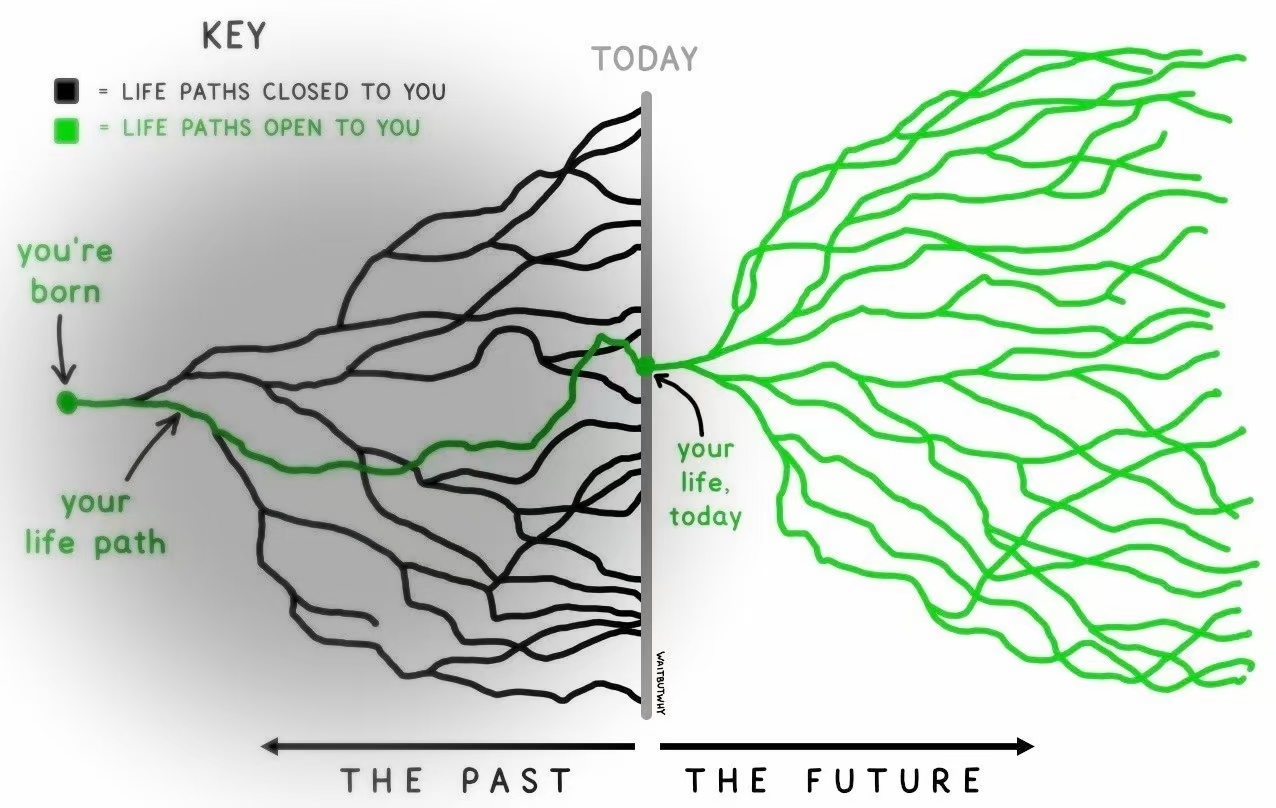 KEY
= LIFE PATHS CLOSED TO YOU
= LIFE PATHS OPEN TO YOU
TODAY
you're
born
your
life path
your
life,
today
WAITBUTWHY
THE PAST
THE FUTURE